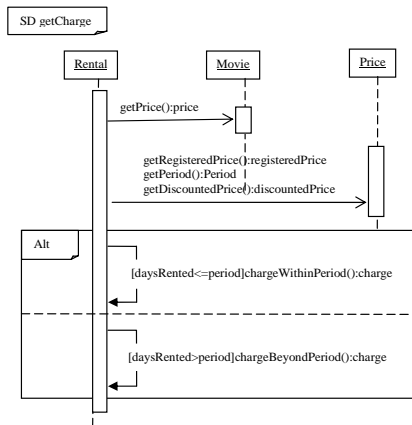 SD getCharge
Rental
Movie
Price
getPrice():price
getRegisteredPrice():registeredPrice
getPeriod():Period
getDiscountedPrice():discountedPrice
Alt
[daysRented<=period]chargeWithinPeriod():charge
[daysRented>period]chargeBeyondPeriod():charge